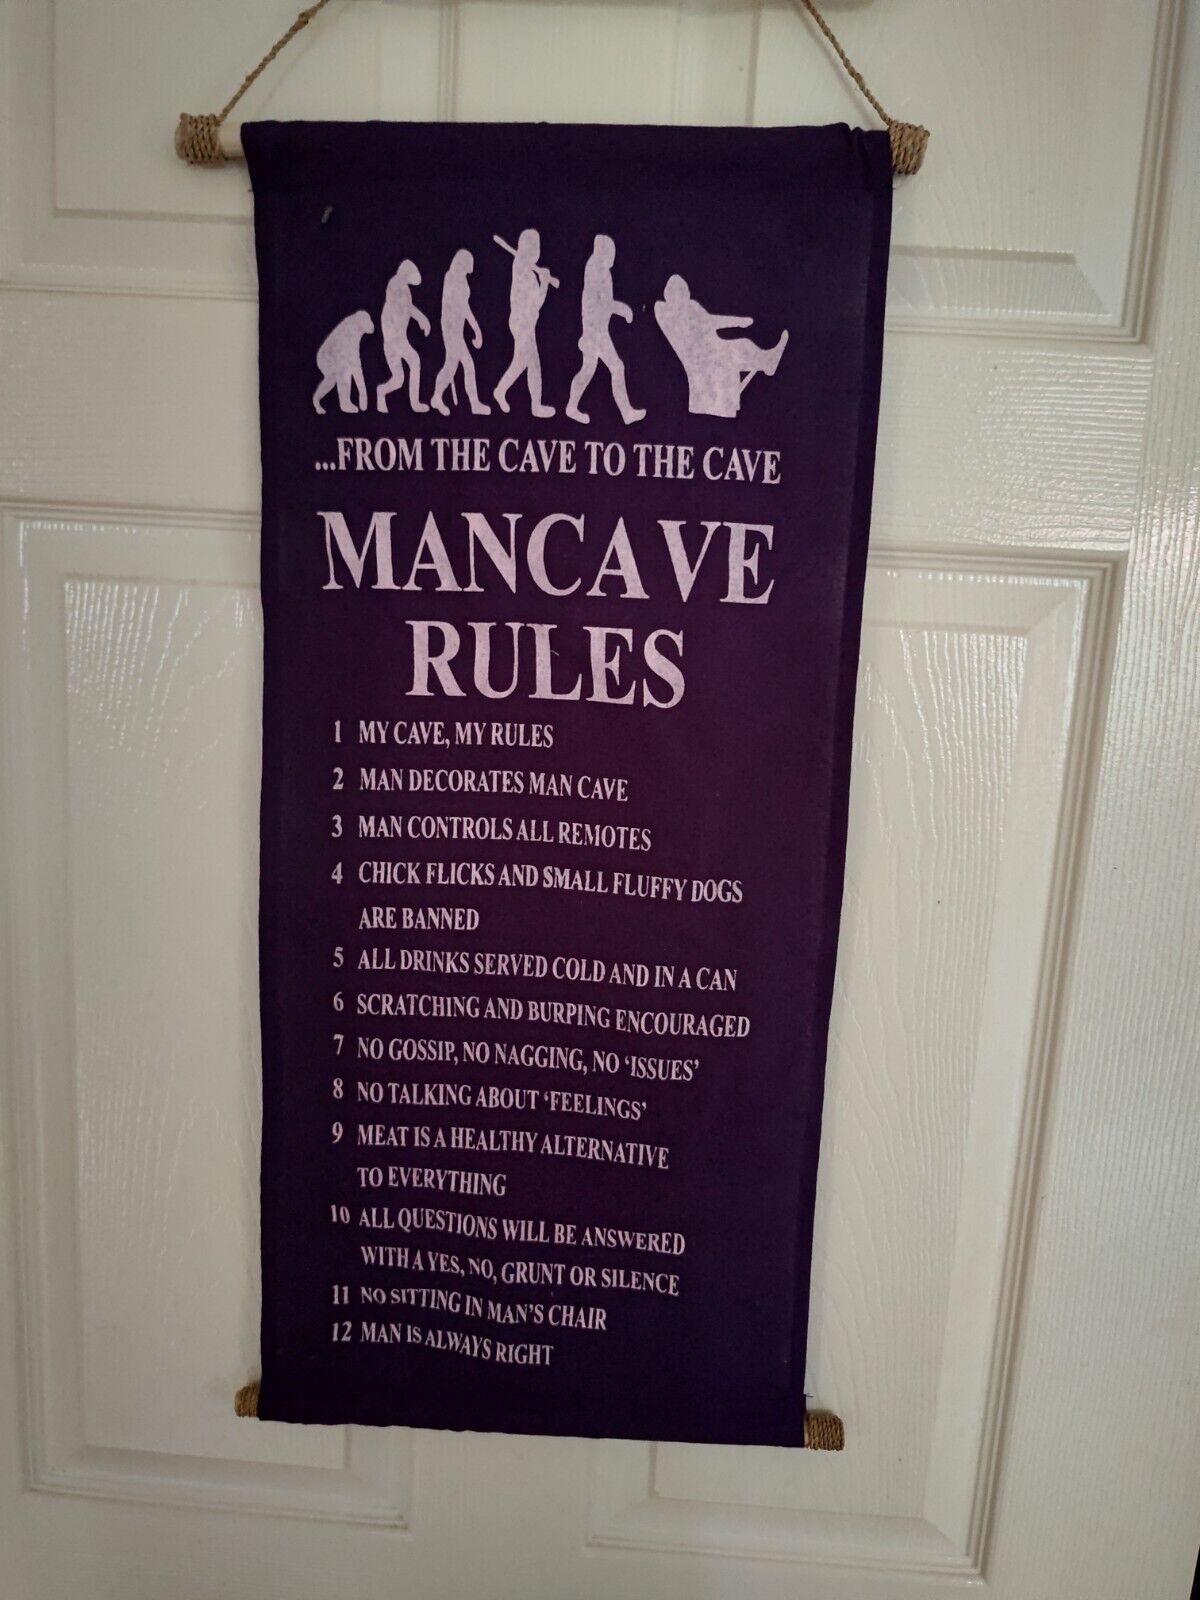 ...FROM THE CAVE TO THE CAVE
MANCAVE
RULES
1 MY CAVE, MY RULES
2 MAN DECORATES MAN CAVE
3 MAN CONTROLS ALL REMOTES
4 CHICK FLICKS AND SMALL FLUFFY DOGS
ARE BANNED
5 ALL DRINKS SERVED COLD AND IN A CAN
6 SCRATCHING AND BURPING ENCOURAGED
7 NO GOSSIP, NO NAGGING, NO ‘ISSUES’
8 NO TALKING ABOUT ‘FEELINGS’
9 MEAT IS A HEALTHY ALTERNATIVE
TO EVERYTHING
10 ALL QUESTIONS WILL BE ANSWERED
WITH A YES, NO, GRUNT OR SILENCE
11 NO SITTING IN MAN’S CHAIR
12 MAN IS ALWAYS RIGHT